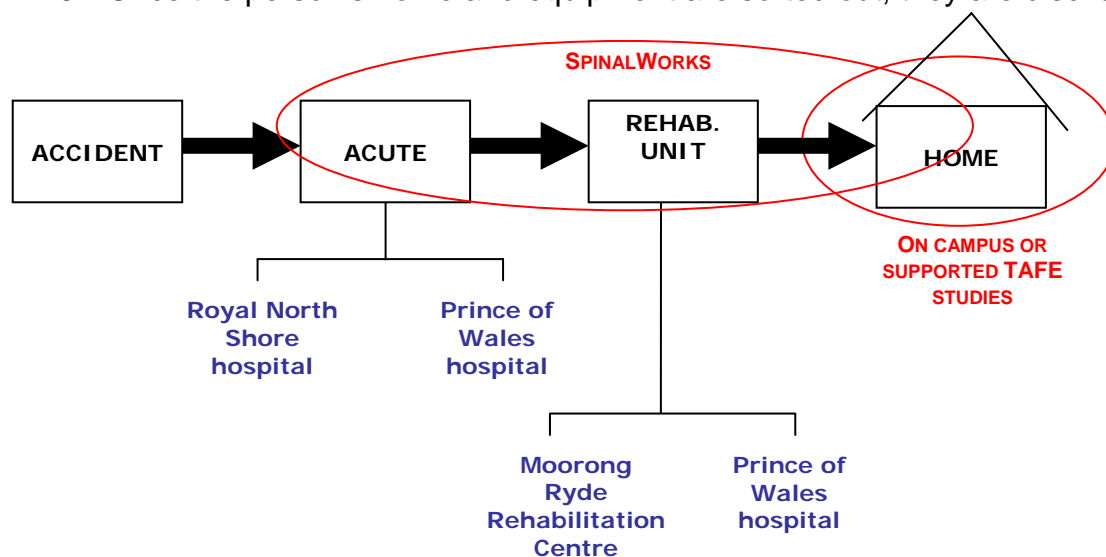 SPINALWORKS
ACCIDENT
ACUTE
REHAB.
UNIT
HOME
ON CAMPUS OR
SUPPORTED TAFE
STUDIES
Royal North
Shore
hospital
Prince of
Wales
hospital
Moorong
Ryde
Rehabilitation
Centre
Prince of
Wales
hospital